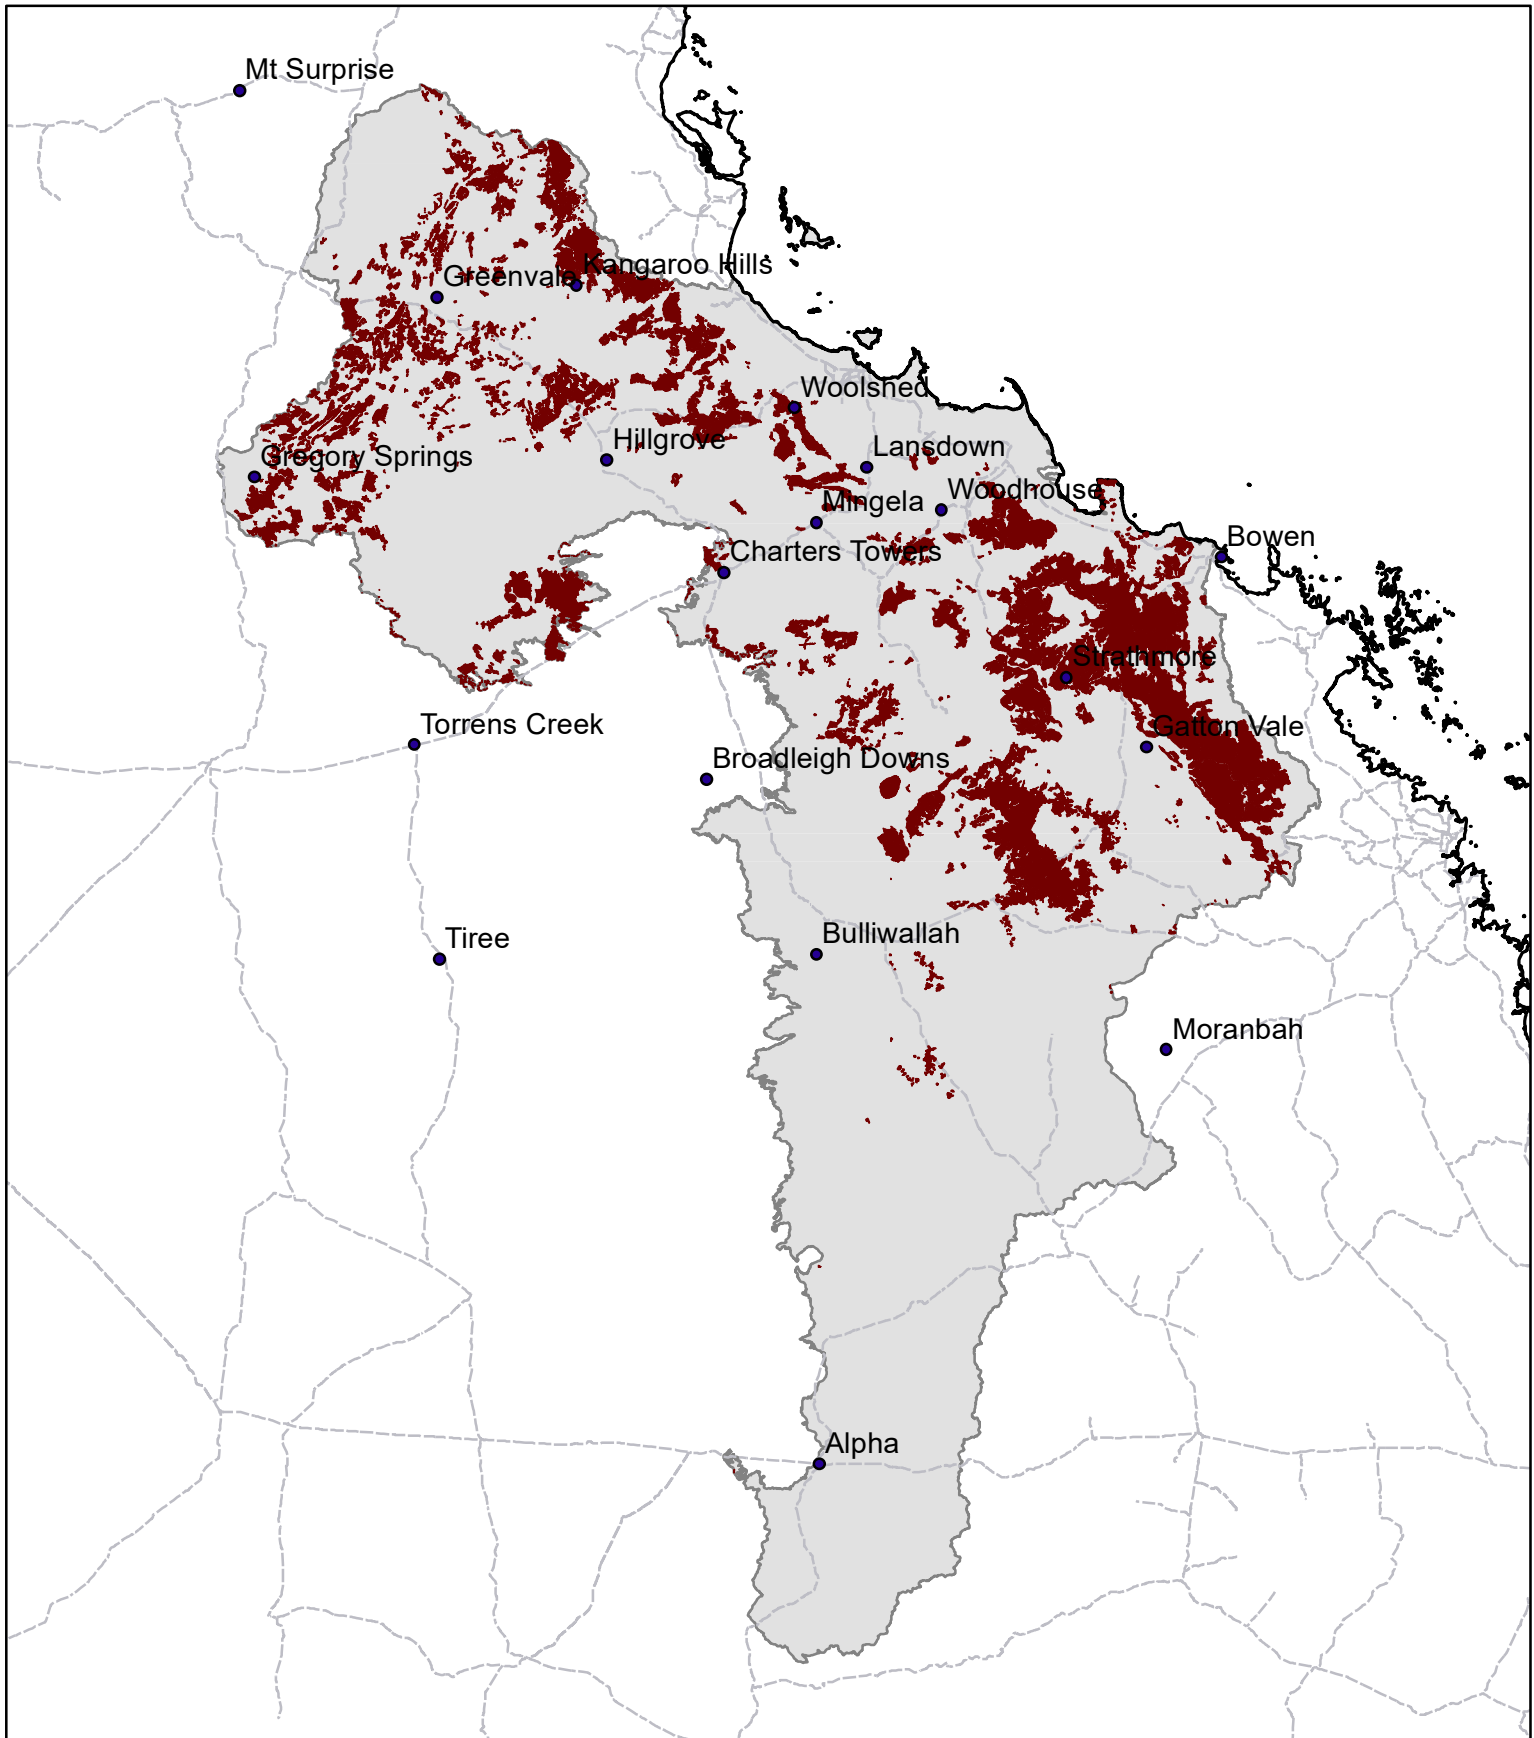 Mt Surprise
Kangaroo Hills
Greenvale
Woolshed
Hillgrove
Lansdown
Gregory Springs
Woodhouse
Mingela
Bowen
Charters Towers
Strathmore
Torrens Creek
Gatton Vale
Broadleigh Downs
Bulliwallah
Tiree
Moranbah
Alpha